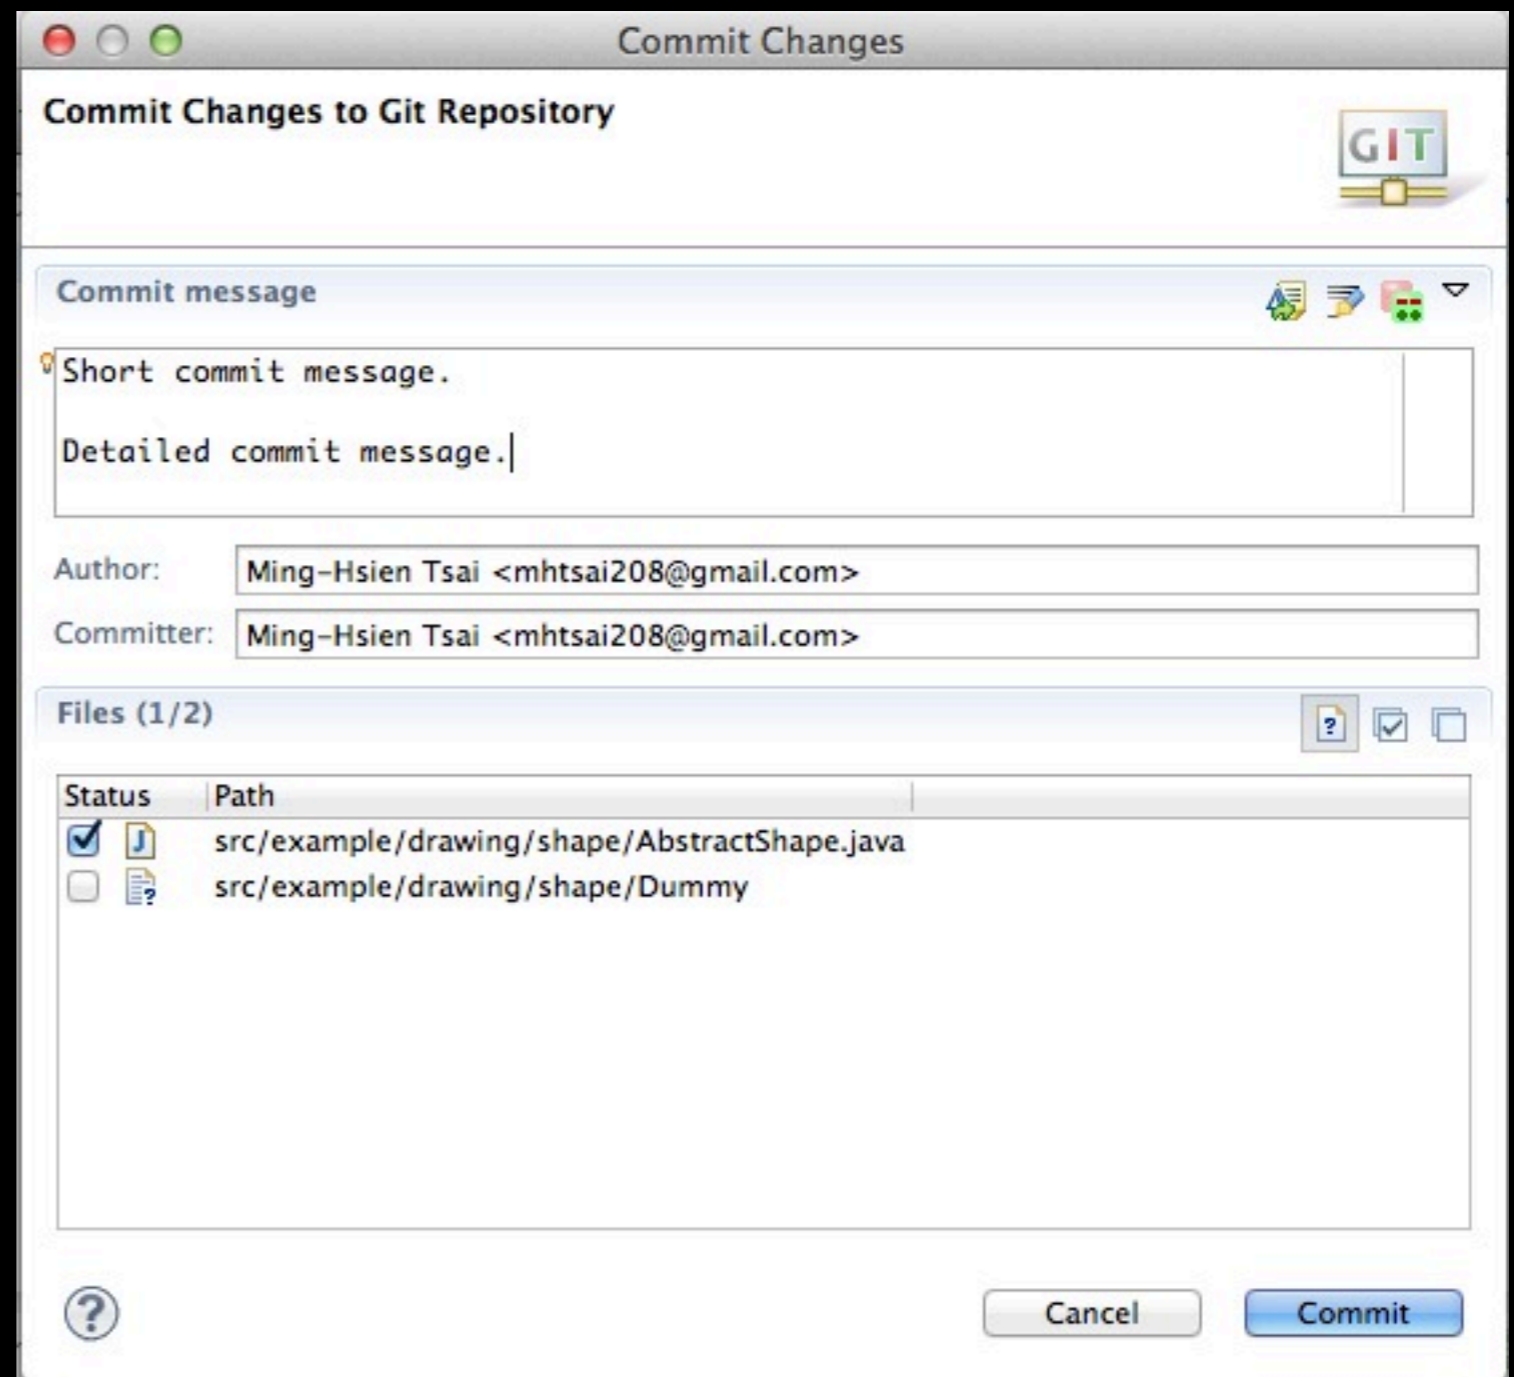 Commit Changes
Commit Changes to Git Repository
GIT
Commit message
Short commit message.
Detailed commit message.
Author: Ming-Hsien Tsai <mhtsai208@gmail.com>
Committer: Ming-Hsien Tsai <mhtsai208@gmail.com>
Files (1/2)
Status Path
src/example/drawing/shape/AbstractShape.java
src/example/drawing/shape/Dummy
Cancel Commit